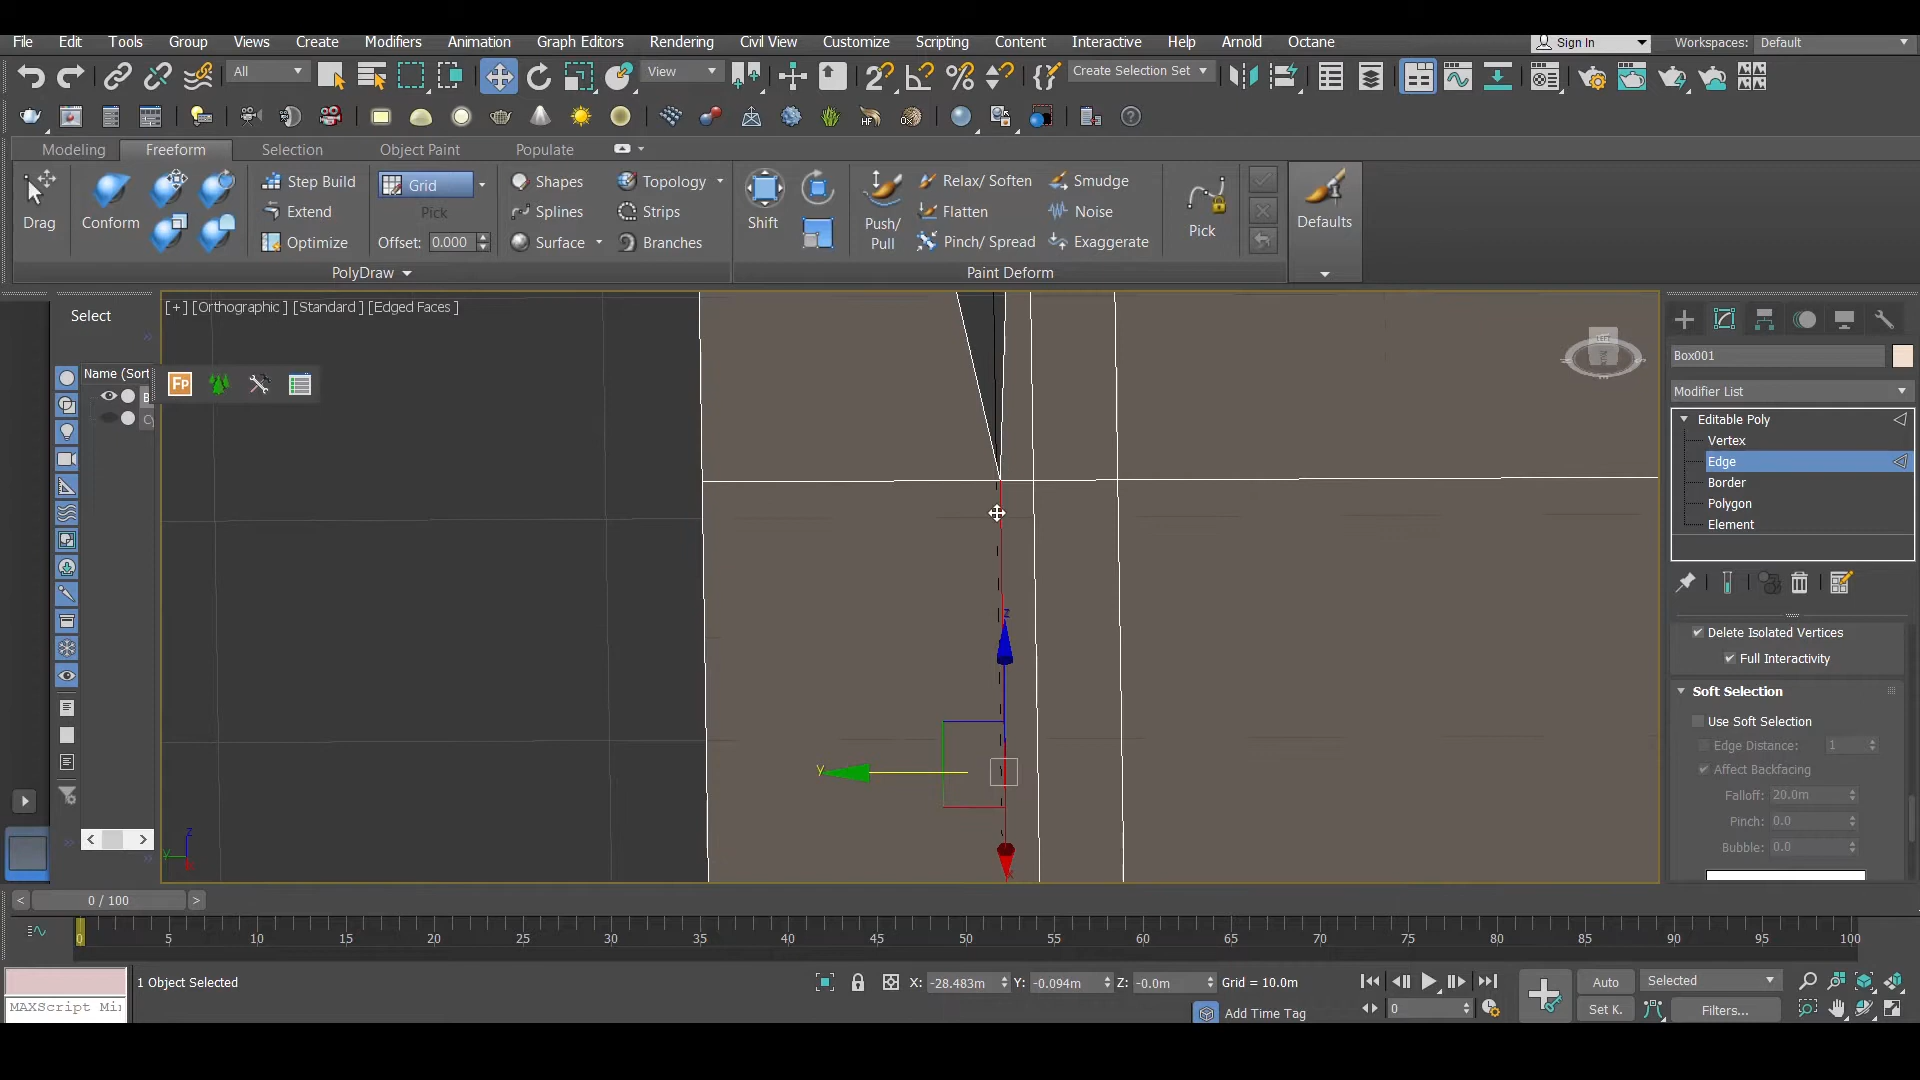 File Edit Tools Group Views Create Modifiers Animation Graph Editors Rendering Civil View Customize Scripting Content Interactive Help Arnold Octane Sign In Workspaces: Default
All View Create Selection Set
HF
Modeling Freeform Selection Object Paint Populate
Drag Conform Step Build Grid Shapes Topology Shift Push/ Pull Relax/Soften Smudge Pick Defaults
Extend Pick Splines Strips Flatten Noise
Optimize Offset: 0.000 Surface Branches Pinch/Spread Exaggerate
PolyDraw Paint Deform
Select
[+] [Orthographic] [Standard] [Edged Faces]
Name (Sort
Fp
LEFT
Box001
Modifier List
Editable Poly
Vertex
Edge
Border
Polygon
Element
Delete Isolated Vertices
Full Interactivity
Soft Selection
Use Soft Selection
Edge Distance: 1
Affect Backfacing
Falloff: 20.0m
Pinch: 0.0
Bubble: 0.0
z
y
x
z
y
0 / 100
0 5 10 15 20 25 30 35 40 45 50 55 60 65 70 75 80 85 90 95 100
1 Object Selected X: -28.483m Y: -0.094m Z: -0.0m Grid = 10.0m Auto Selected
MAXScript Mi Add Time Tag 0 Set K. Filters...